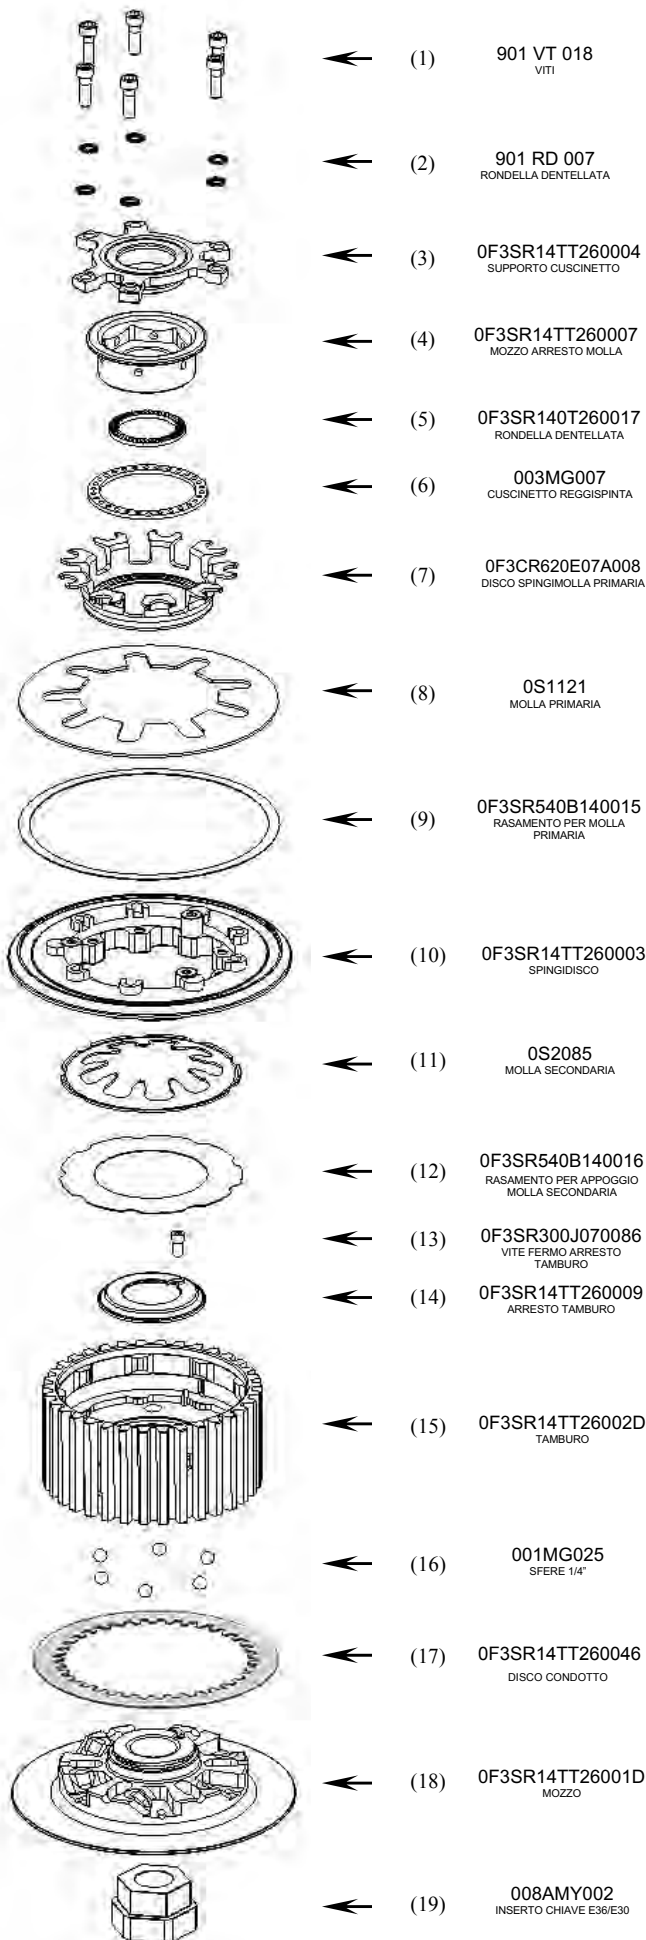 (1) 901 VT 018
VITI
(2) 901 RD 007
RONDELLA DENTELLATA
(3) 0F3SR14TT260004
SUPPORTO CUSCINETTO
(4) 0F3SR14TT260007
MOZZO ARRESTO MOLLA
(5) 0F3SR140T260017
RONDELLA DENTELLATA
(6) 003MG007
CUSCINETTO REGGISPINTA
(7) 0F3CR620E07A008
DISCO SPINGIMOLLA PRIMARIA
(8) 0S1121
MOLLA PRIMARIA
(9) 0F3SR540B140015
RASAMENTO PER MOLLA
PRIMARIA
(10) 0F3SR14TT260003
SPINGIDISCO
(11) 0S2085
MOLLA SECONDARIA
(12) 0F3SR540B140016
RASAMENTO PER APPOGGIO
MOLLA SECONDARIA
(13) 0F3SR300J070086
VITE FERMO ARRESTO
TAMBURO
(14) 0F3SR14TT260009
ARRESTO TAMBURO
(15) 0F3SR14TT26002D
TAMBURO
(16) 001MG025
SFERE 1/4"
(17) 0F3SR14TT260046
DISCO CONDOTTO
(18) 0F3SR14TT26001D
MOZZO
(19) 008AMY002
INSERTO CHIAVE E36/E30